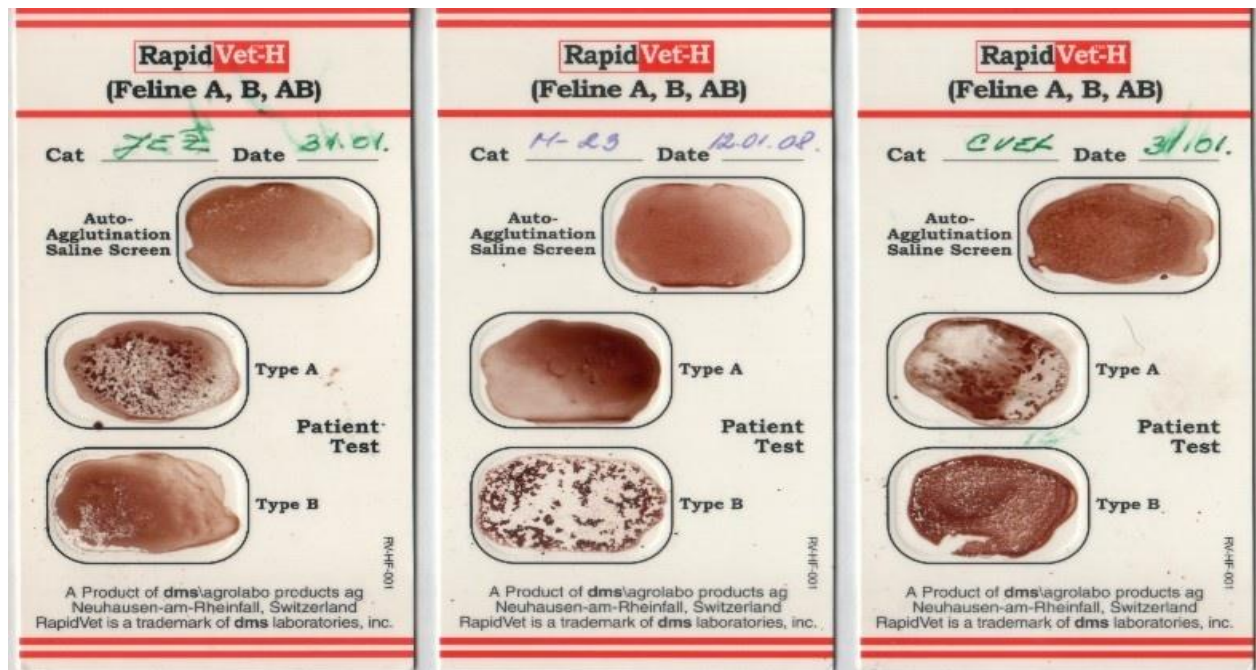 RapidVet™-H
(Feline A, B, AB)
Cat JEŽ Date 31.01.
Auto-
Agglutination
Saline Screen
Type A
Patient
Test
Type B
RV-HF-001
A Product of dms\agrolabo products ag
Neuhausen-am-Rheinfall, Switzerland
RapidVet is a trademark of dms laboratories, inc.
RapidVet™-H
(Feline A, B, AB)
Cat M-23 Date 12.01.08.
Auto-
Agglutination
Saline Screen
Type A
Patient
Test
Type B
RV-HF-001
A Product of dms\agrolabo products ag
Neuhausen-am-Rheinfall, Switzerland
RapidVet is a trademark of dms laboratories, inc.
RapidVet™-H
(Feline A, B, AB)
Cat CVEK Date 31.01.
Auto-
Agglutination
Saline Screen
Type A
Patient
Test
Type B
RV-HF-001
A Product of dms\agrolabo products ag
Neuhausen-am-Rheinfall, Switzerland
RapidVet is a trademark of dms laboratories, inc.